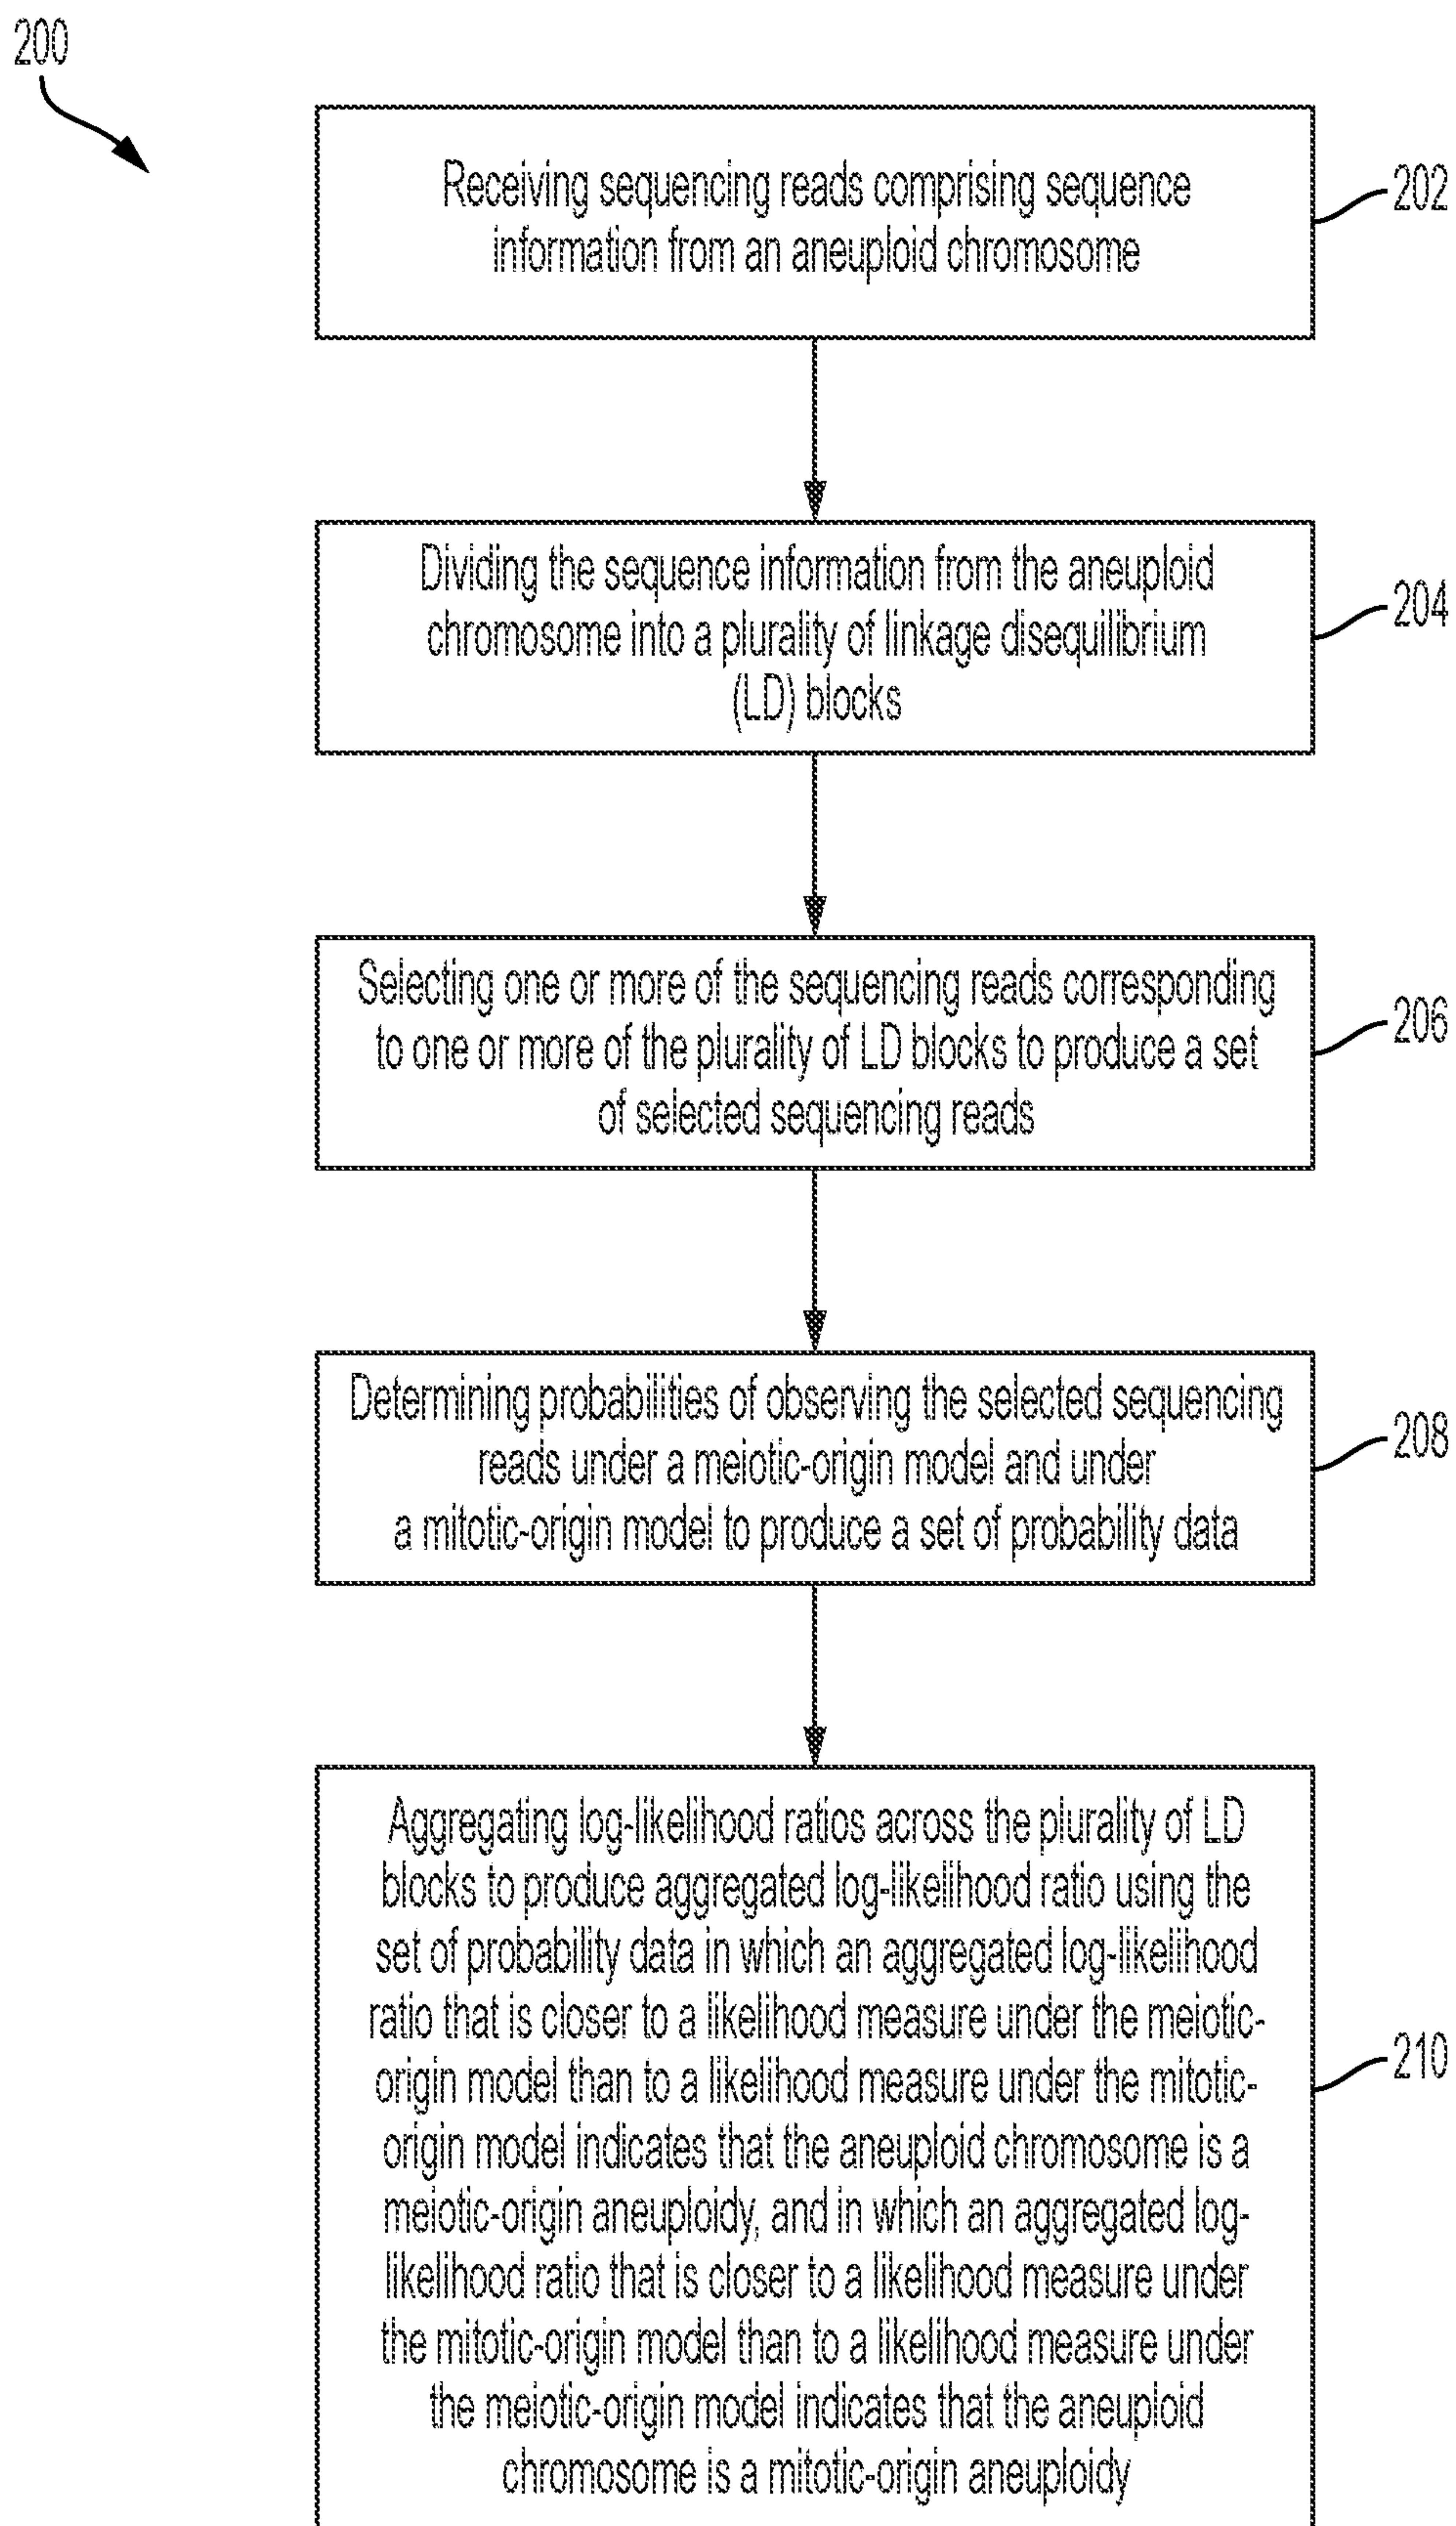 200
Receiving sequencing reads comprising sequence
information from an aneuploid chromosome
202
Dividing the sequence information from the aneuploid
chromosome into a plurality of linkage disequilibrium
(LD) blocks
204
Selecting one or more of the sequencing reads corresponding
to one or more of the plurality of LD blocks to produce a set
of selected sequencing reads
206
Determining probabilities of observing the selected sequencing
reads under a meiotic-origin model and under
a mitotic-origin model to produce a set of probability data
208
Aggregating log-likelihood ratios across the plurality of LD
blocks to produce aggregated log-likelihood ratio using the
set of probability data in which an aggregated log-likelihood
ratio that is closer to a likelihood measure under the meiotic-
origin model than to a likelihood measure under the mitotic-
origin model indicates that the aneuploid chromosome is a
meiotic-origin aneuploidy, and in which an aggregated log-
likelihood ratio that is closer to a likelihood measure under
the mitotic-origin model than to a likelihood measure under
the meiotic-origin model indicates that the aneuploid
chromosome is a mitotic-origin aneuploidy
210